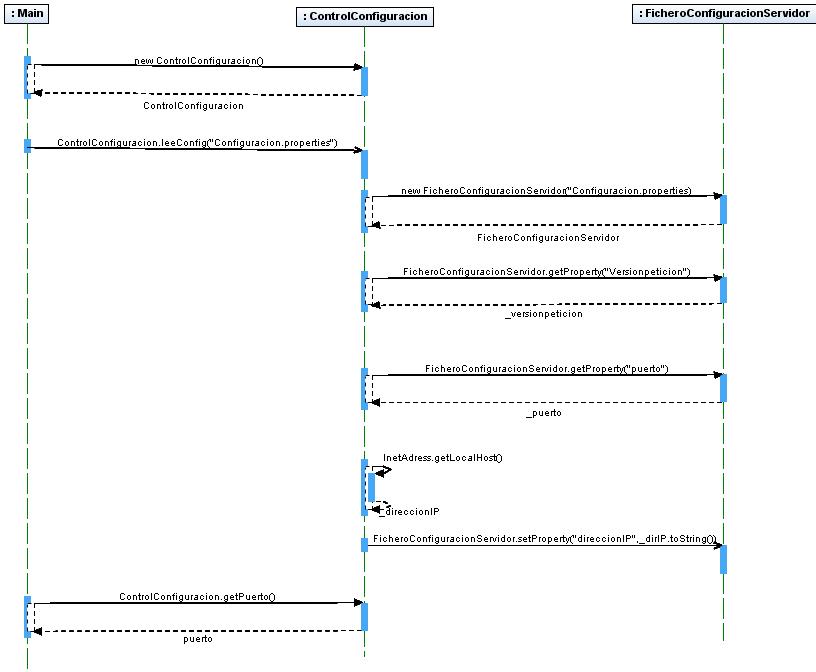 : Main
: ControlConfiguracion
: FicheroConfiguracionServidor
new ControlConfiguracion()
ControlConfiguracion
ControlConfiguracion.leeConfig("Configuracion.properties")
new FicheroConfiguracionServidor("Configuracion.properties)
FicheroConfiguracionServidor
FicheroConfiguracionServidor.getProperty("Versionpeticion")
_versionpeticion
FicheroConfiguracionServidor.getProperty("puerto")
_puerto
InetAdress.getLocalHost()
_direccionIP
FicheroConfiguracionServidor.setProperty("direccionIP",_dirIP.toString())
ControlConfiguracion.getPuerto()
puerto